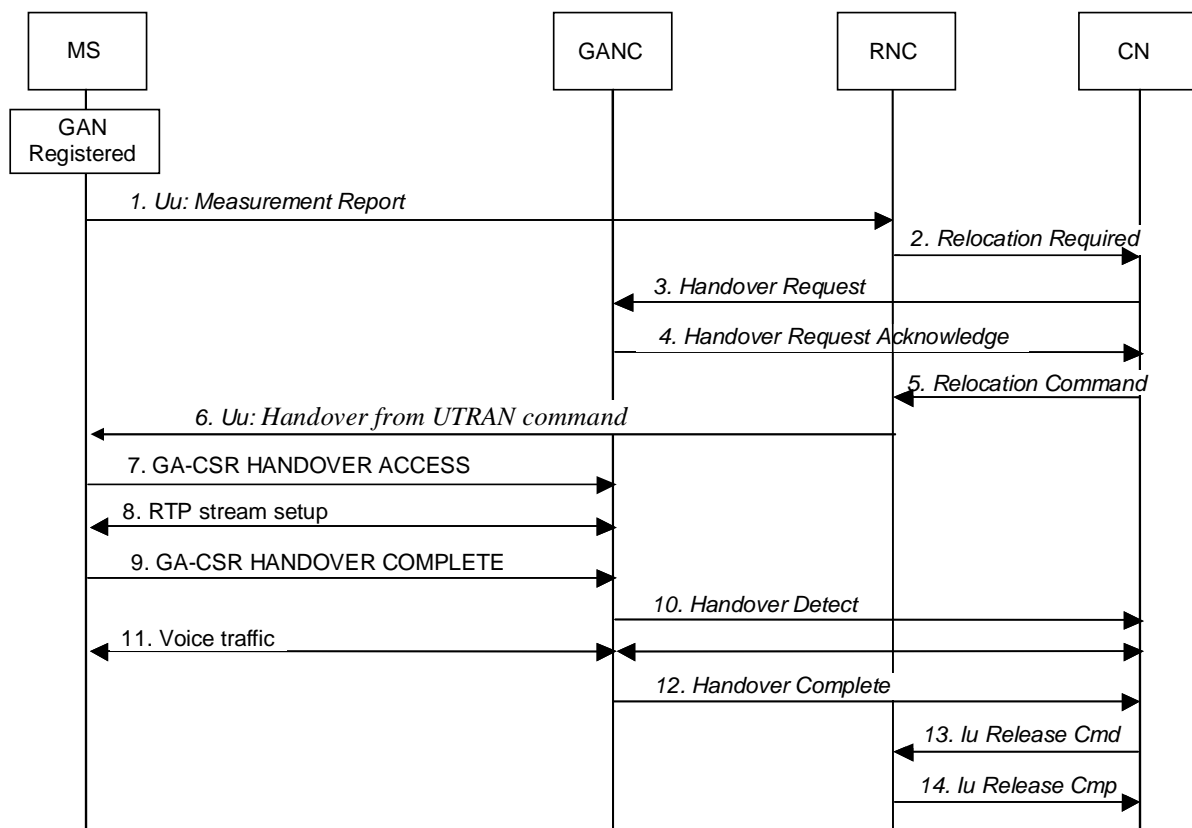 MS
GANC
RNC
CN
GAN
Registered
1. Uu: Measurement Report
2. Relocation Required
3. Handover Request
4. Handover Request Acknowledge
5. Relocation Command
6. Uu: Handover from UTRAN command
7. GA-CSR HANDOVER ACCESS
8. RTP stream setup
9. GA-CSR HANDOVER COMPLETE
10. Handover Detect
11. Voice traffic
12. Handover Complete
13. Iu Release Cmd
14. Iu Release Cmp